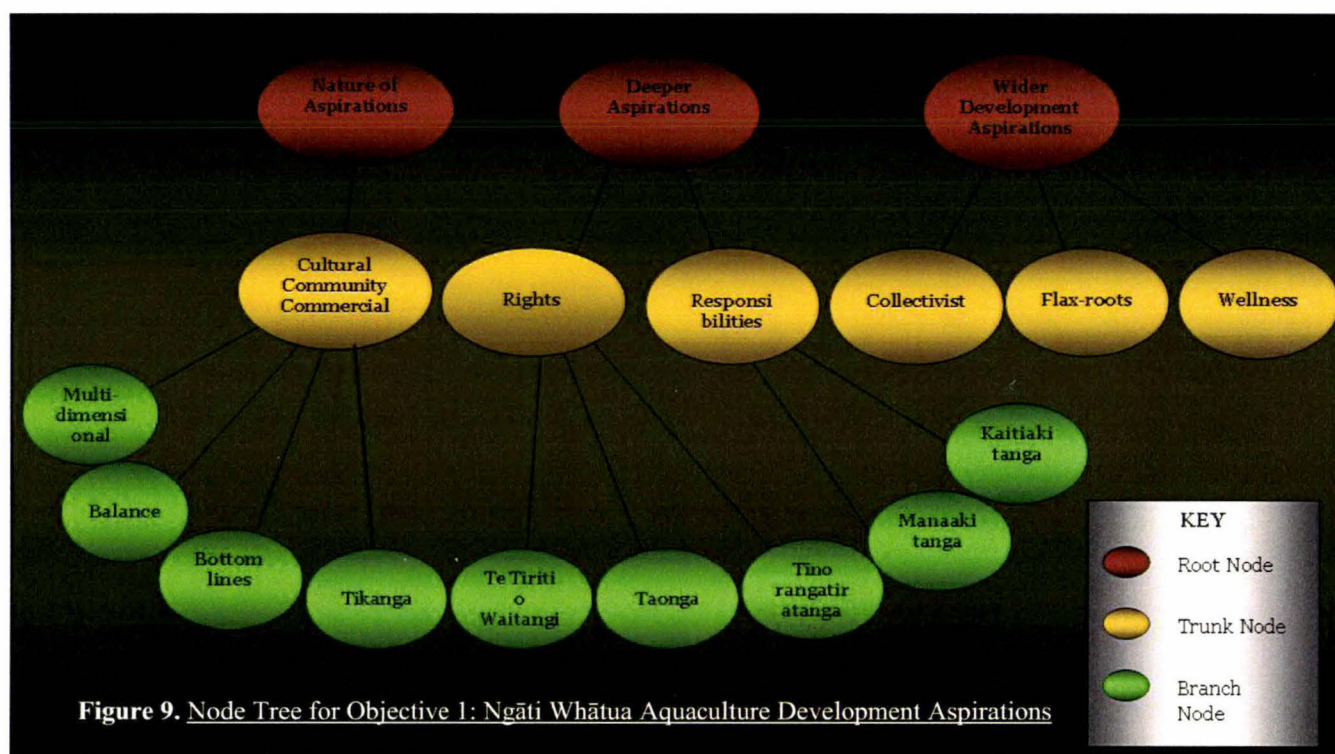 Nature of
Aspirations
Deeper
Aspirations
Wider
Development
Aspirations
Cultural
Community
Commercial
Rights
Responsi
bilities
Collectivist
Flax-roots
Wellness
Multi-
dimensi
onal
Balance
Bottom
lines
Tikanga
Te Tiriti
o
Waitangi
Taonga
Tino
rangatir
atanga
Manaaki
tanga
Kaitiaki
tanga
KEY
Root Node
Trunk Node
Branch
Node
Figure 9. Node Tree for Objective 1: Ngāti Whātua Aquaculture Development Aspirations